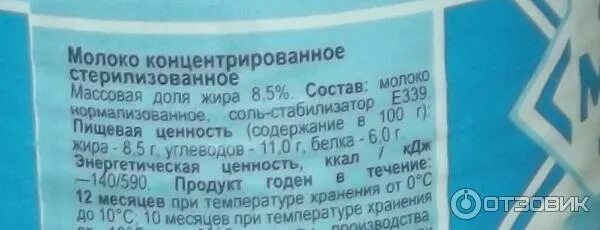 Молоко концентрированное
стерилизованное
Массовая доля жира 8,5%. Состав: молоко
нормализованное, соль-стабилизатор Е339.
Пищевая ценность (содержание в 100 г):
жира - 8,5 г, углеводов - 11,0 г, белка - 6,0 г.
Энергетическая ценность, ккал / кДж
—140/590. Продукт годен в течение:
12 месяцев при температуре хранения от 0°С
до 10°С; 10 месяцев при температуре хранения
производства
ОТЗОВИК